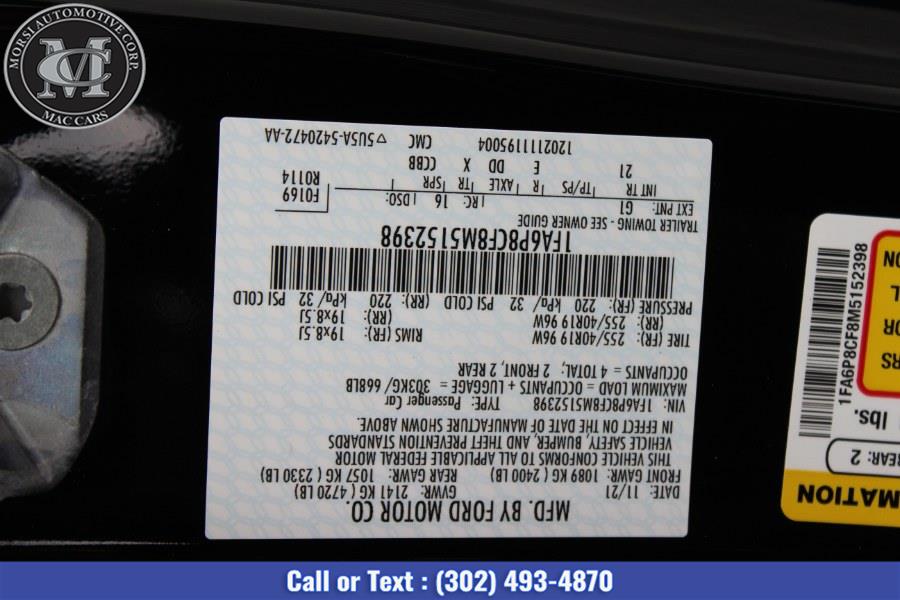 MORSI AUTOMOTIVE CORP.
MC
MAC CARS
MFD. BY FORD MOTOR CO.
DATE: 11/21 GVWR: 2141 KG ( 4720 LB)
FRONT GAWR: 1089 KG ( 2400 LB) REAR GAWR: 1057 KG ( 2330 LB)
THIS VEHICLE CONFORMS TO ALL APPLICABLE FEDERAL MOTOR
VEHICLE SAFETY, BUMPER, AND THEFT PREVENTION STANDARDS
IN EFFECT ON THE DATE OF MANUFACTURE SHOWN ABOVE.
VIN: 1FA6P8CF8M5152398 TYPE: Passenger Car
MAXIMUM LOAD = OCCUPANTS + LUGGAGE = 303KG/ 668LB
OCCUPANTS = 4 TOTAL; 2 FRONT, 2 REAR
TIRE (FR): 255/40R19 96W RIMS (FR): 19x8.5J
(RR): 255/40R19 96W (RR): 19x8.5J
PRESSURE (FR): 220 kPa/ 32 PSI COLD (RR): 220 kPa/ 32 PSI COLD
1FA6P8CF8M5152398
TRAILER TOWING - SEE OWNER GUIDE
EXT PNT: G1 RC: 16 DSO: F0169
INT TR TP/PS R AXLE TR SPR R0114
21 E DD X CCBB
120211119 5004 CMC ▽ 5U5A-5420472-AA
MATION
REAR: 2
lbs.
1FA6P8CF8M5152398
Call or Text : (302) 493-4870